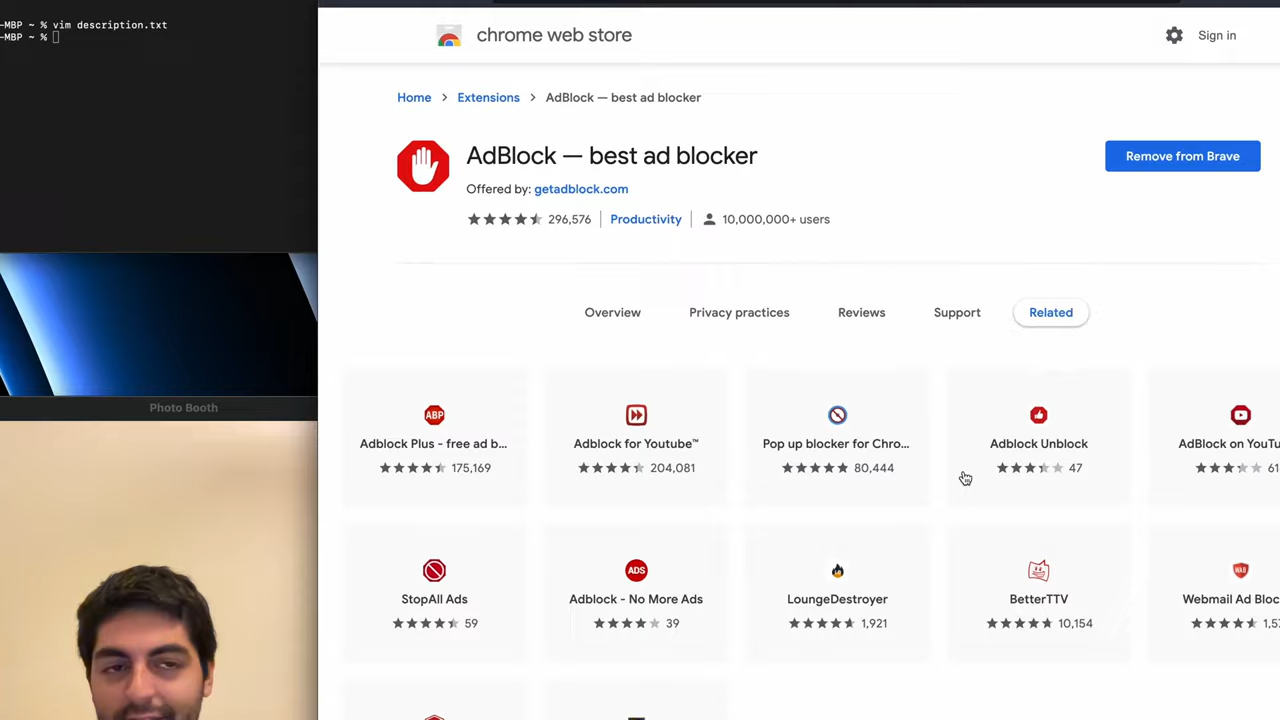 -MBP ~ % vim description.txt
-MBP ~ %
chrome web store
Sign in
Home > Extensions > AdBlock — best ad blocker
AdBlock — best ad blocker
Remove from Brave
Offered by: getadblock.com
296,576 | Productivity | 10,000,000+ users
Overview Privacy practices Reviews Support Related
Photo Booth
ABP
Adblock Plus - free ad b... Adblock for Youtube™ Pop up blocker for Chro... Adblock Unblock AdBlock on YouTu
175,169 204,081 80,444 47 61
ADS WAB
StopAll Ads Adblock - No More Ads LoungeDestroyer BetterTTV Webmail Ad Bloc
59 39 1,921 10,154 1,57